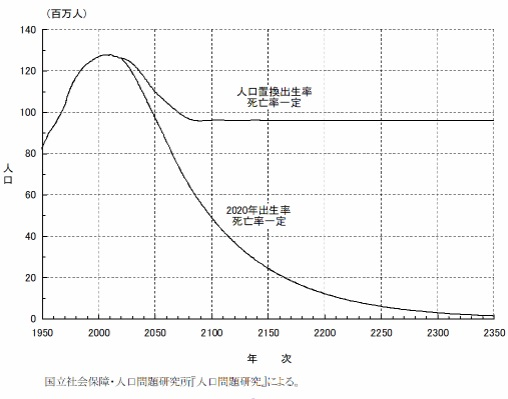 （百万人）
140
120
100
80
60
40
20
0
人口
人口置換出生率
死亡率一定
2020年出生率
死亡率一定
1950 2000 2050 2100 2150 2200 2250 2300 2350
年 次
国立社会保障・人口問題研究所『人口問題研究』による。